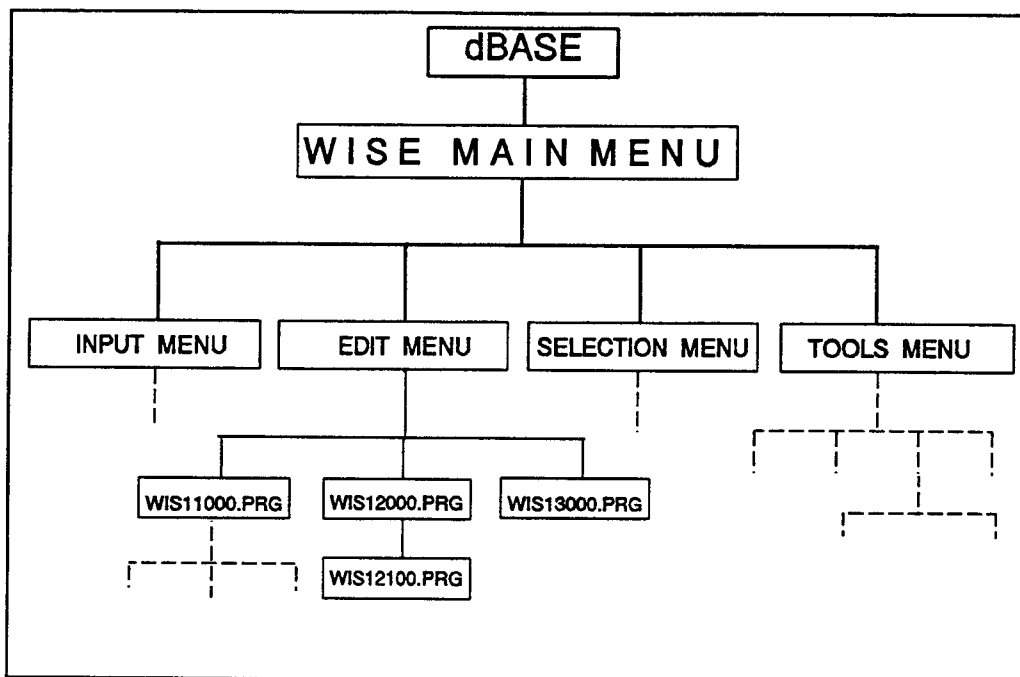 dBASE
WISE MAIN MENU
INPUT MENU
EDIT MENU
SELECTION MENU
TOOLS MENU
WIS11000.PRG
WIS12000.PRG
WIS13000.PRG
WIS12100.PRG